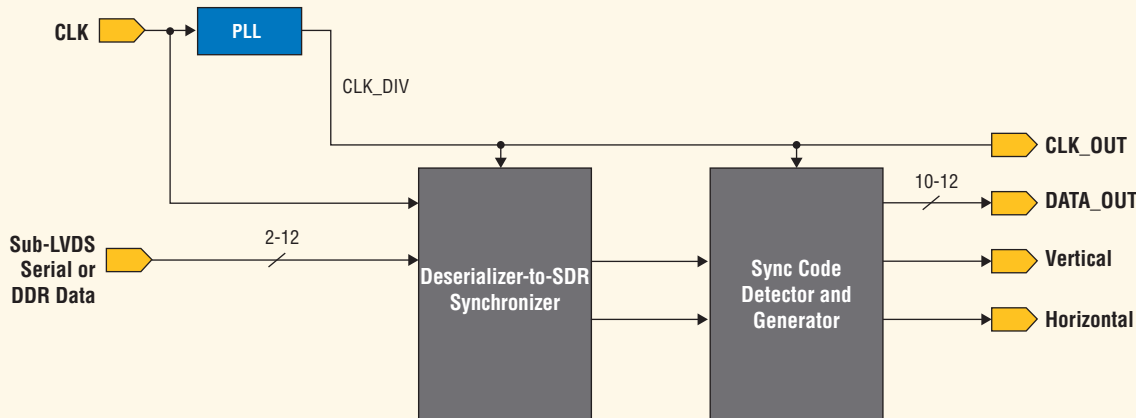 CLK
PLL
CLK_DIV
CLK_OUT
10-12
DATA_OUT
2-12
Sub-LVDS
Serial or
DDR Data
Deserializer-to-SDR
Synchronizer
Sync Code
Detector and
Generator
Vertical
Horizontal